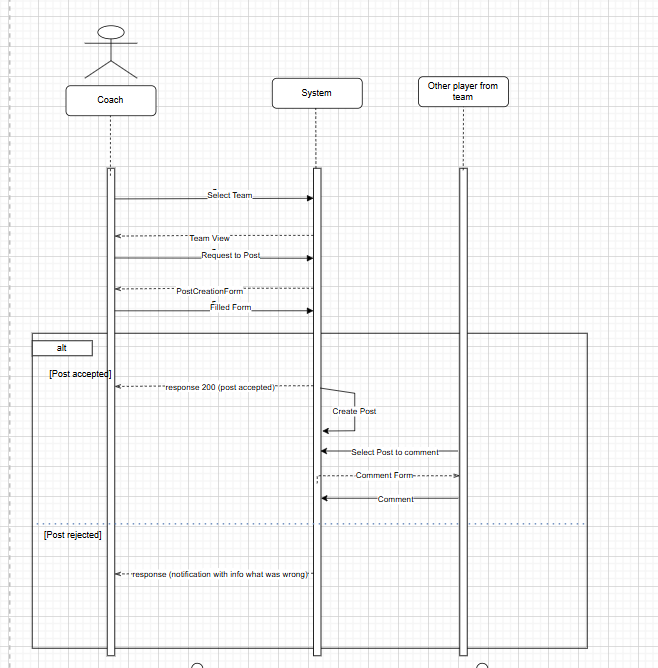 Coach
System
Other player from
team
Select Team
Team View
Request to Post
PostCreationForm
Filled Form
alt
[Post accepted]
response 200 (post accepted)
Create Post
Select Post to comment
Comment Form
Comment
[Post rejected]
response (notification with info what was wrong)